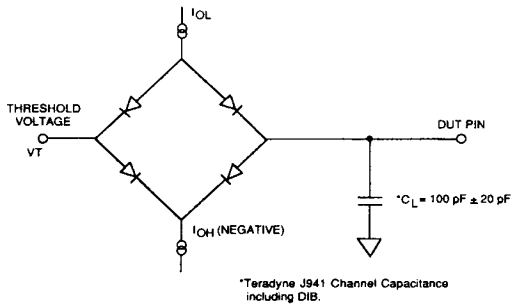 IOL
THRESHOLD
VOLTAGE
VT
DUT PIN
*CL = 100 pF ± 20 pF
IOH (NEGATIVE)
*Teradyne J941 Channel Capacitance
including DIB.